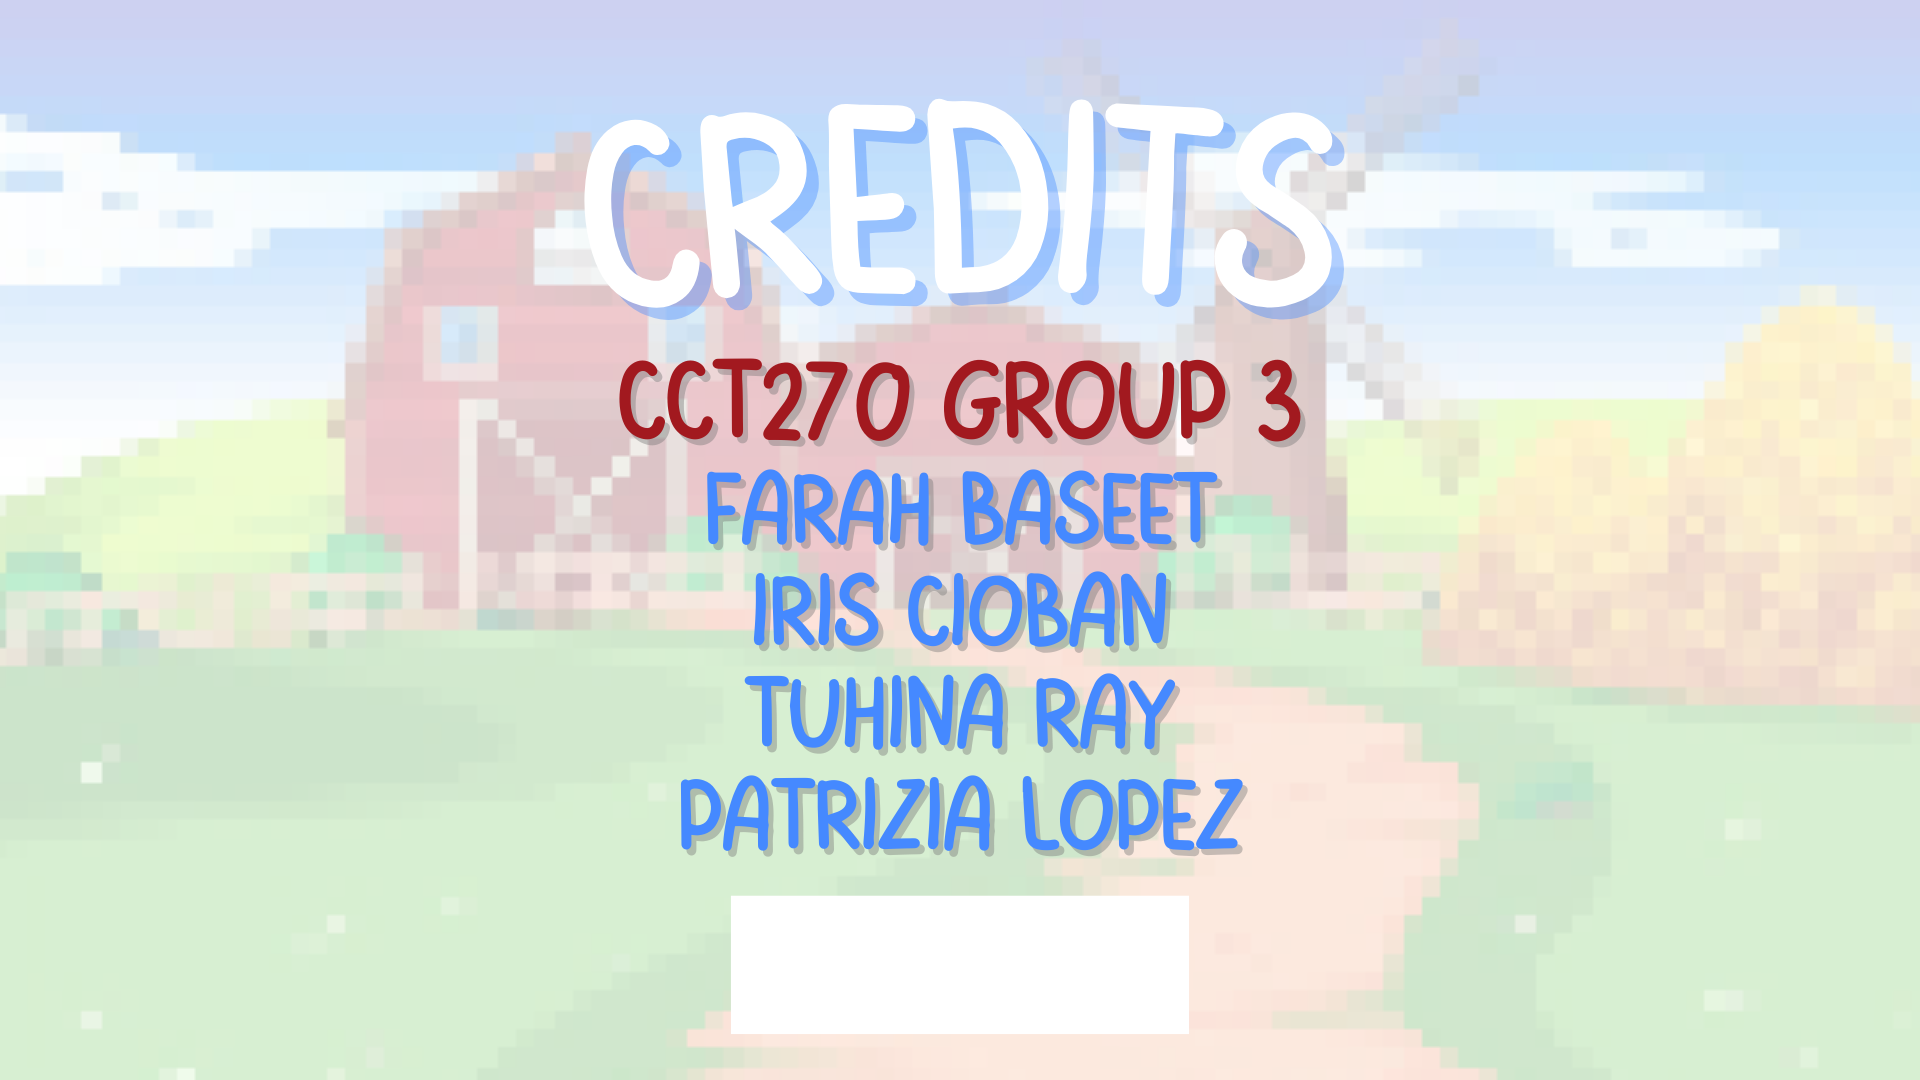 CREDITS
CCT270 GROUP 3
FARAH BASEET
IRIS CIOBAN
TUHINA RAY
PATRIZIA LOPEZ